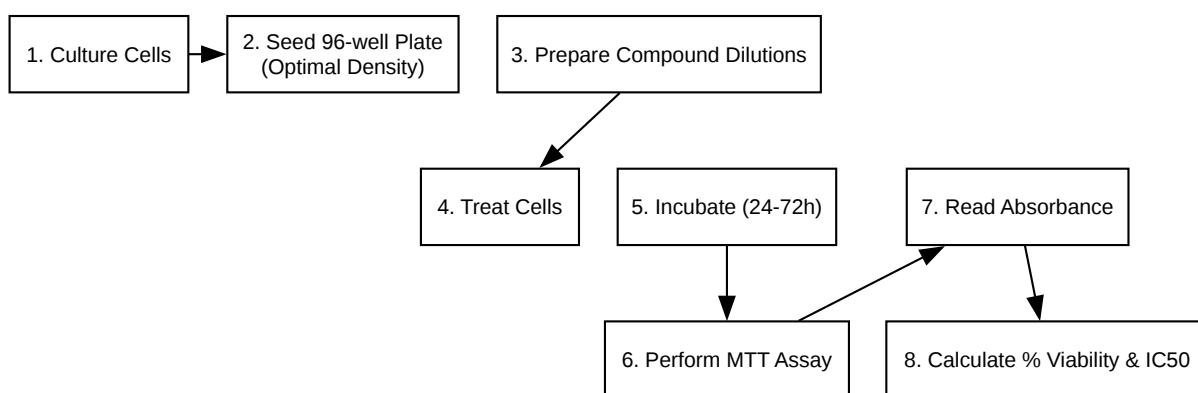 1. Culture Cells
2. Seed 96-well Plate
(Optimal Density)
3. Prepare Compound Dilutions
4. Treat Cells
5. Incubate (24-72h)
7. Read Absorbance
6. Perform MTT Assay
8. Calculate % Viability & IC50